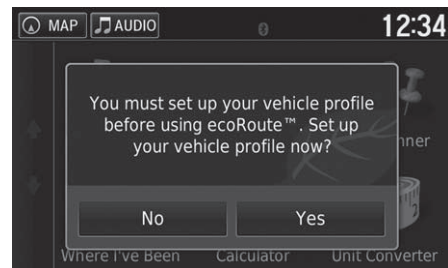 MAP AUDIO 12:34
You must set up your vehicle profile
before using ecoRoute™. Set up
your vehicle profile now?
No Yes
Where I've Been Calculator Unit Converter